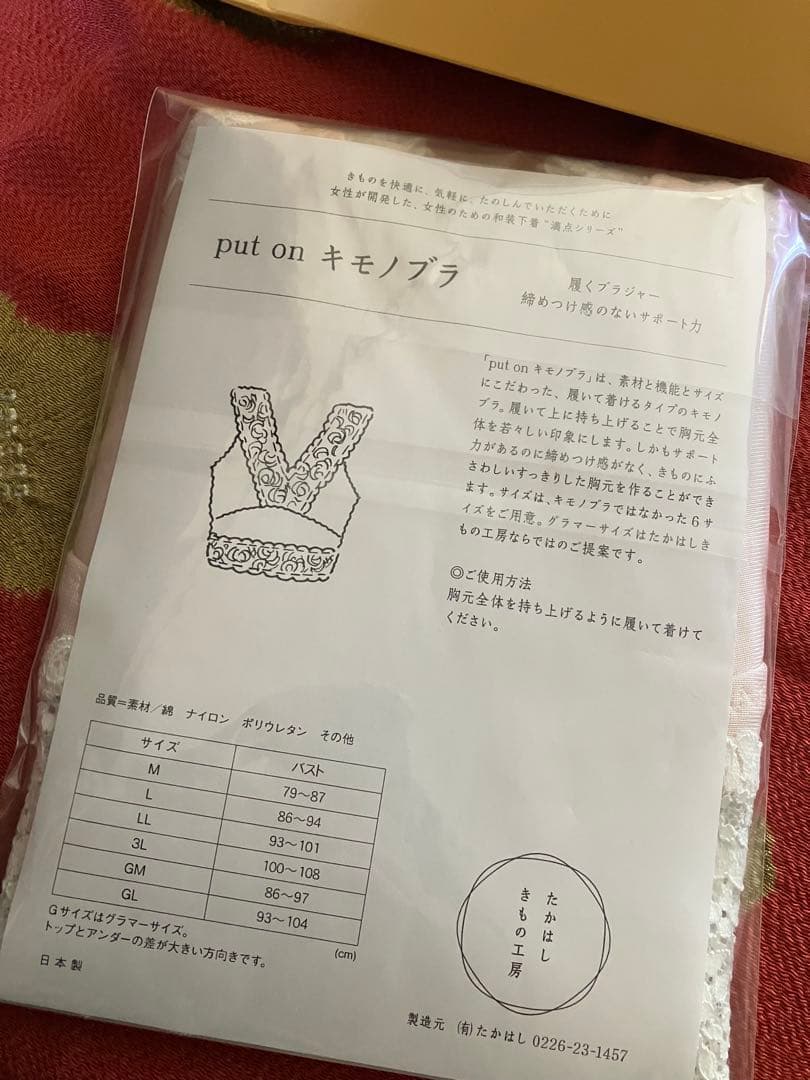 きものを快適に、気軽に、たのしんでいただくために
女性が開発した、女性のための和装下着“満点シリーズ”
put on キモノブラ
履くブラジャー
締めつけ感のないサポート力
「put on キモノブラ」は、素材と機能とサイズ
にこだわった、履いて着けるタイプのキモノ
ブラ。履いて上に持ち上げることで胸元全
体を若々しい印象にします。しかもサポート
力があるのに締めつけ感がなく、きものにふ
さわしいすっきりした胸元を作ることができ
ます。サイズは、キモノブラではなかった6サ
イズをご用意。グラマーサイズはたかはしき
もの工房ならではのご提案です。
◎ご使用方法
胸元全体を持ち上げるように履いて着けて
ください。
品質=素材／綿 ナイロン ポリウレタン その他
サイズ バスト
M 79〜87
L 86〜94
LL 93〜101
3L 100〜108
GM 86〜97
GL 93〜104
(cm)
Gサイズはグラマーサイズ。
トップとアンダーの差が大きい方向きです。
日本製
たかはし
きもの工房
製造元 (有)たかはし 0226-23-1457